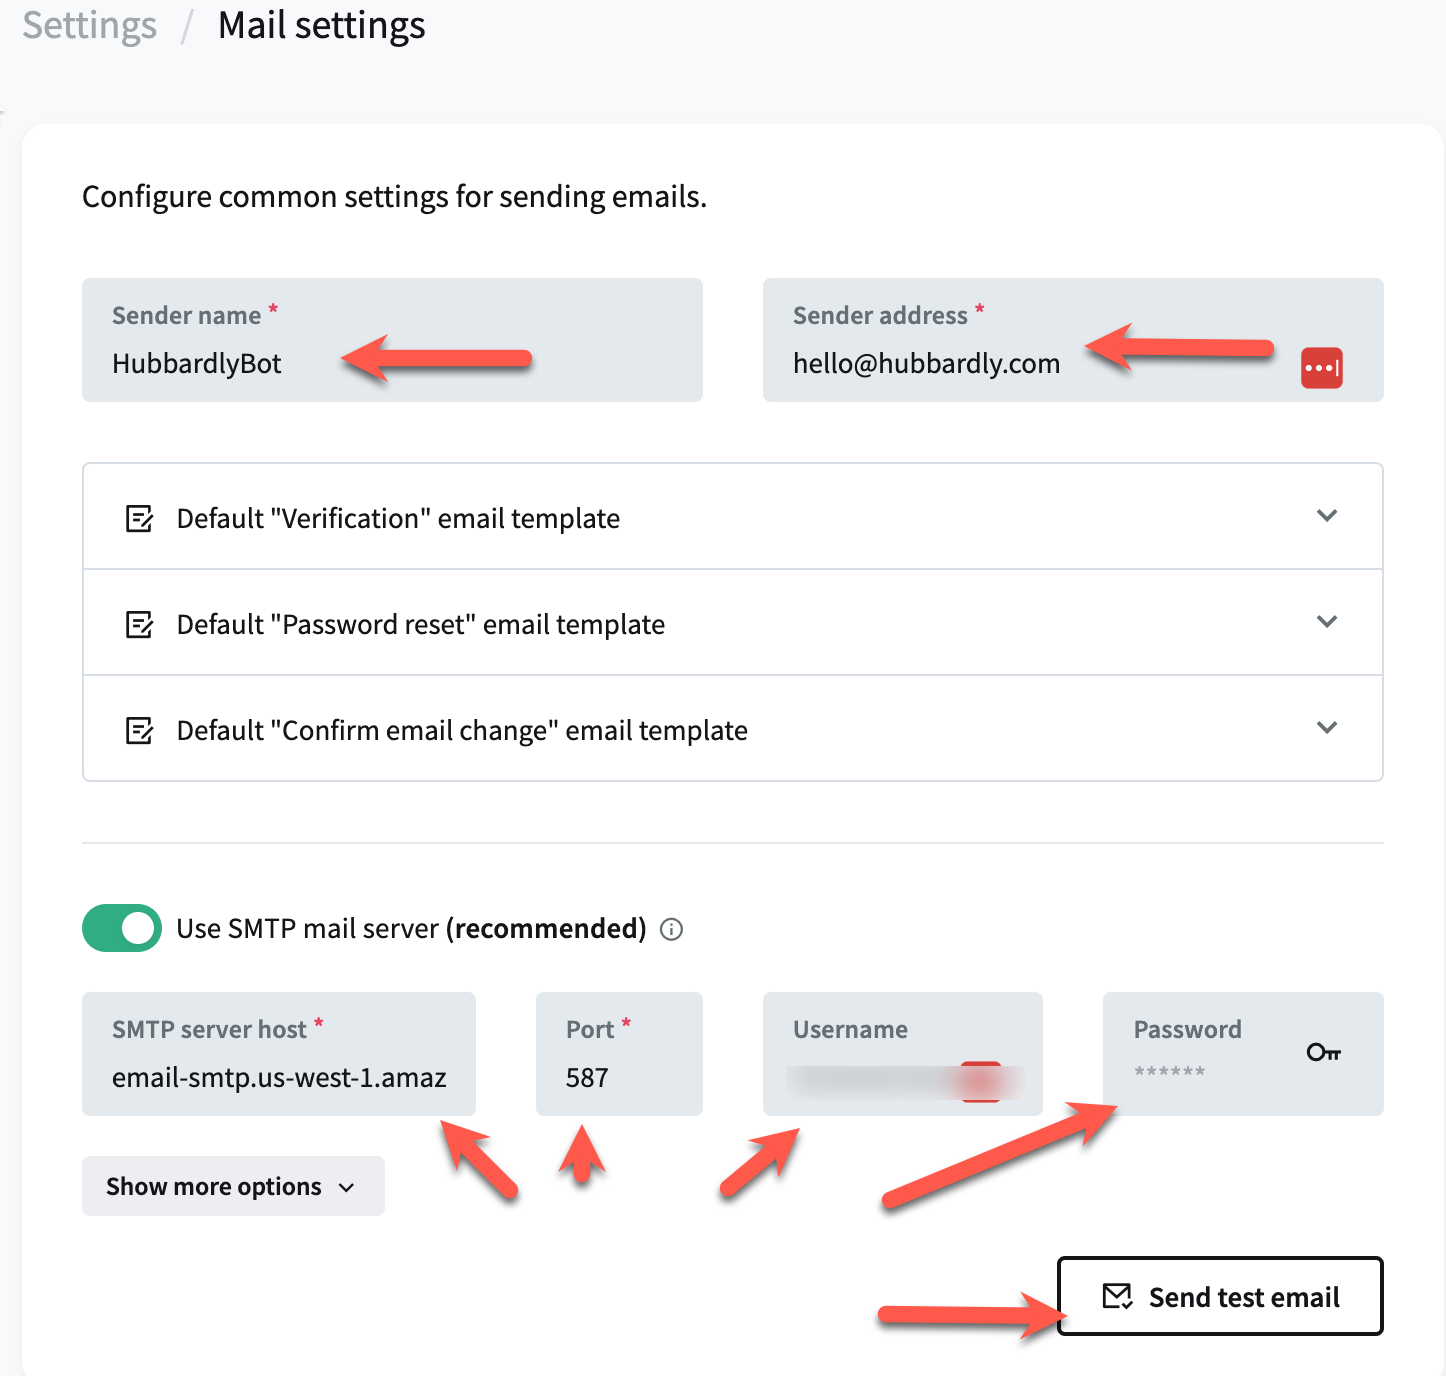 Settings / Mail settings
Configure common settings for sending emails.
Sender name *
HubbardlyBot
Sender address *
hello@hubbardly.com
Default "Verification" email template
Default "Password reset" email template
Default "Confirm email change" email template
Use SMTP mail server (recommended)
SMTP server host *
email-smtp.us-west-1.amaz
Port *
587
Username
Password
******
Show more options
Send test email